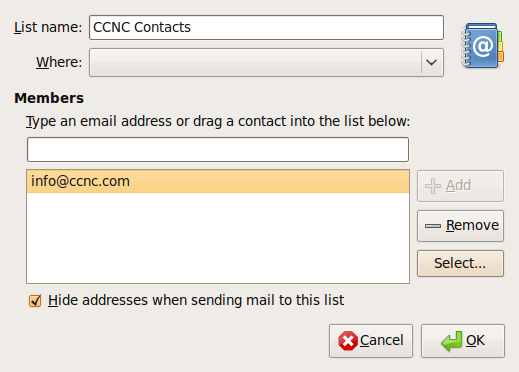 List name: CCNC Contacts
Where:
Members
Type an email address or drag a contact into the list below:
info@ccnc.com
Add
Remove
Select...
Hide addresses when sending mail to this list
Cancel OK